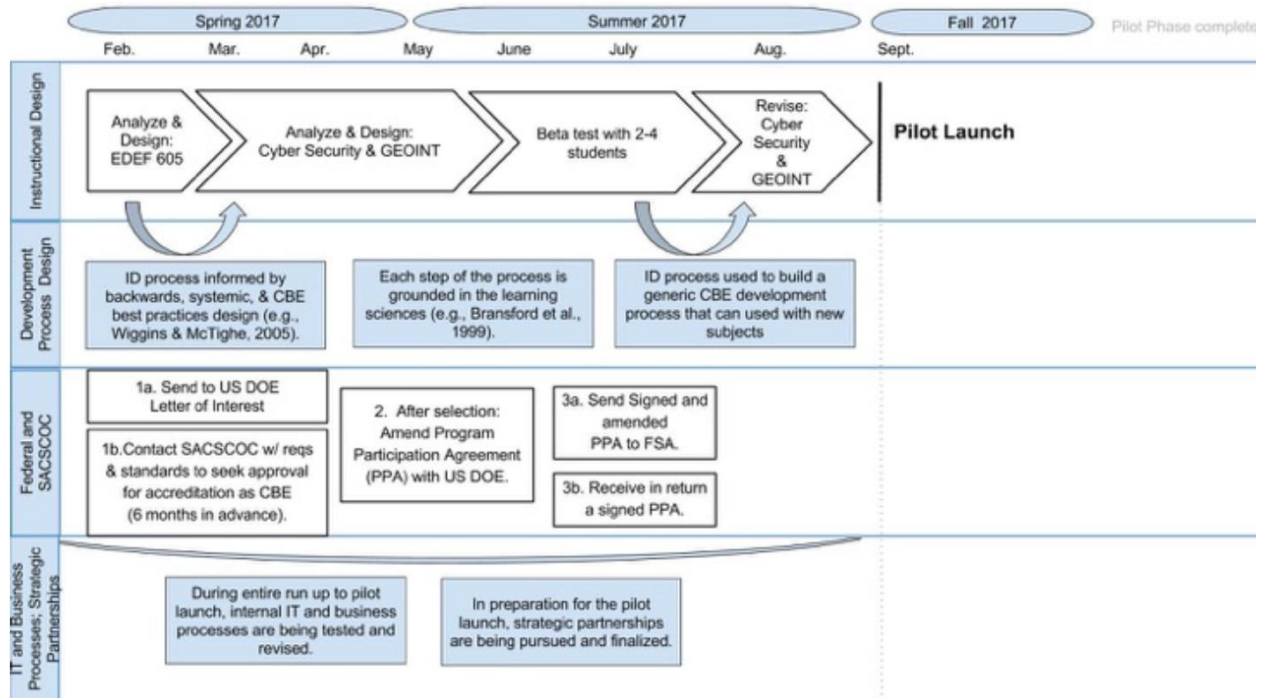 Spring 2017
Summer 2017
Fall 2017
Pilot Phase complete
Feb.
Mar.
Apr.
May
June
July
Aug.
Sept.
Instructional Design
Analyze &
Design:
EDEF 605
Analyze & Design:
Cyber Security & GEOINT
Beta test with 2-4
students
Revise:
Cyber
Security
&
GEOINT
Pilot Launch
Development
Process Design
ID process informed by
backwards, systemic, & CBE
best practices design (e.g.,
Wiggins & McTighe, 2005).
Each step of the process is
grounded in the learning
sciences (e.g., Bransford et al.,
1999).
ID process used to build a
generic CBE development
process that can used with new
subjects
Federal and
SACSCOC
1a. Send to US DOE
Letter of Interest
1b.Contact SACSCOC w/ reqs
& standards to seek approval
for accreditation as CBE
(6 months in advance).
2. After selection:
Amend Program
Participation Agreement
(PPA) with US DOE.
3a. Send Signed and
amended
PPA to FSA.
3b. Receive in return
a signed PPA.
IT and Business
Processes; Strategic
Partnerships
During entire run up to pilot
launch, internal IT and business
processes are being tested and
revised.
In preparation for the pilot
launch, strategic partnerships
are being pursued and finalized.